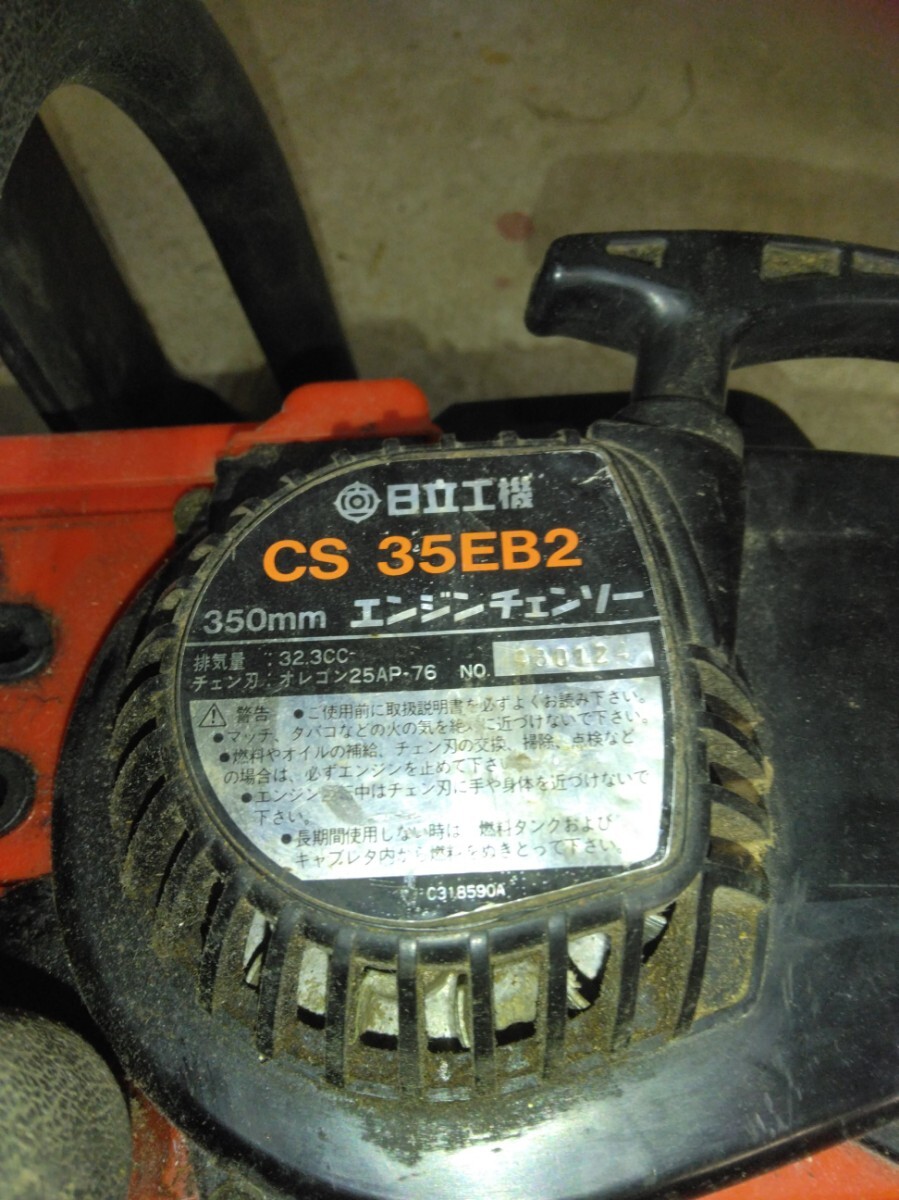 日立工機
CS 35EB2
350mm エンジンチェンソー
排気量 : 32.3CC
チェン刃 : オレゴン25AP-76 NO.
警告 ●ご使用前に取扱説明書を必ずよくお読み下さい。
●マッチ、タバコなどの火の気を絶対に近づけないで下さい。
●燃料やオイルの補給、チェン刃の交換、掃除、点検など
の場合は、必ずエンジンを止めて下さい
●エンジン 中はチェン刃に手や身体を近づけないで
下さい。
●長期間使用しない時は 燃料タンクおよび
キャブレタ内から燃料をぬきとって下さい。
C318590A